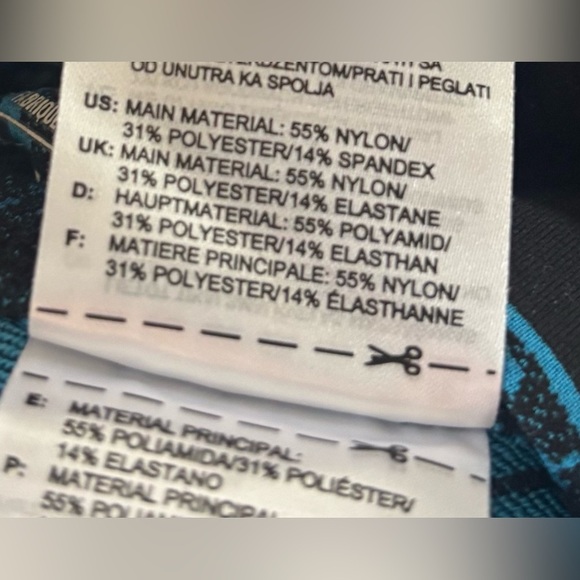 OD UNUTRA KA SPOLJA
US: MAIN MATERIAL: 55% NYLON/
31% POLYESTER/14% SPANDEX
UK: MAIN MATERIAL: 55% NYLON/
31% POLYESTER/14% ELASTANE
D: HAUPTMATERIAL: 55% POLYAMID/
31% POLYESTER/14% ELASTHAN
F: MATIERE PRINCIPALE: 55% NYLON/
31% POLYESTER/14% ÉLASTHANNE
E: MATERIAL PRINCIPAL:
55% POLIAMIDA/31% POLIÉSTER/
14% ELASTANO
P: MATERIAL PRINCIPAL
55%